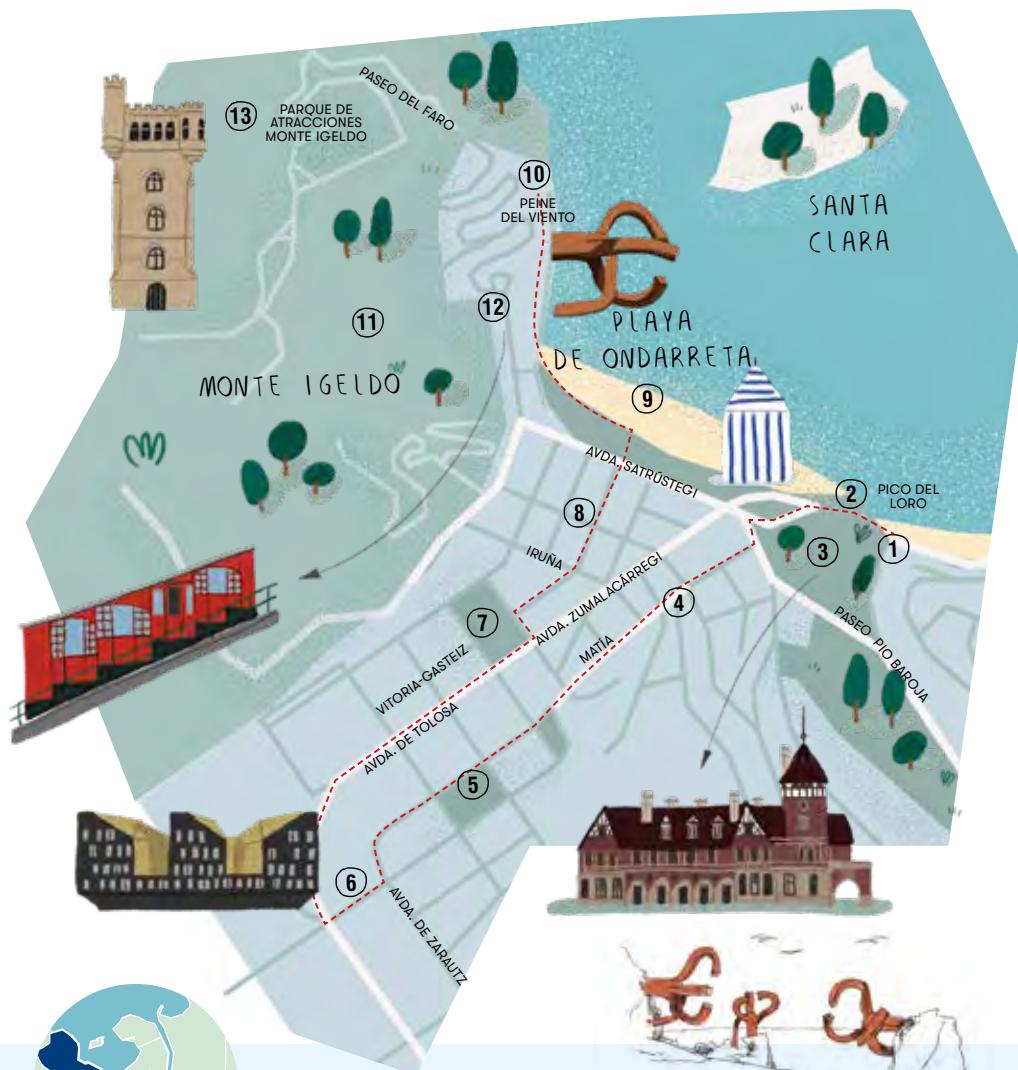 PASEO DEL FARO
13
PARQUE DE
ATRACCIONES
MONTE IGELDO
10
PEINE
DEL VIENTO
SANTA
CLARA
12
11
PLAYA
DE ONDARRETA
MONTE IGELDO
9
AVDA. SATRÚSTEGI
2
PICO DEL
LORO
8
1
3
IRUÑA
AVDA. ZUMALACÁRREGI
4
7
MATÍA
PASEO PIO BAROJA
VITORIA-GASTEIZ
AVDA. DE TOLOSA
5
6
AVDA. DE ZARAUTZ